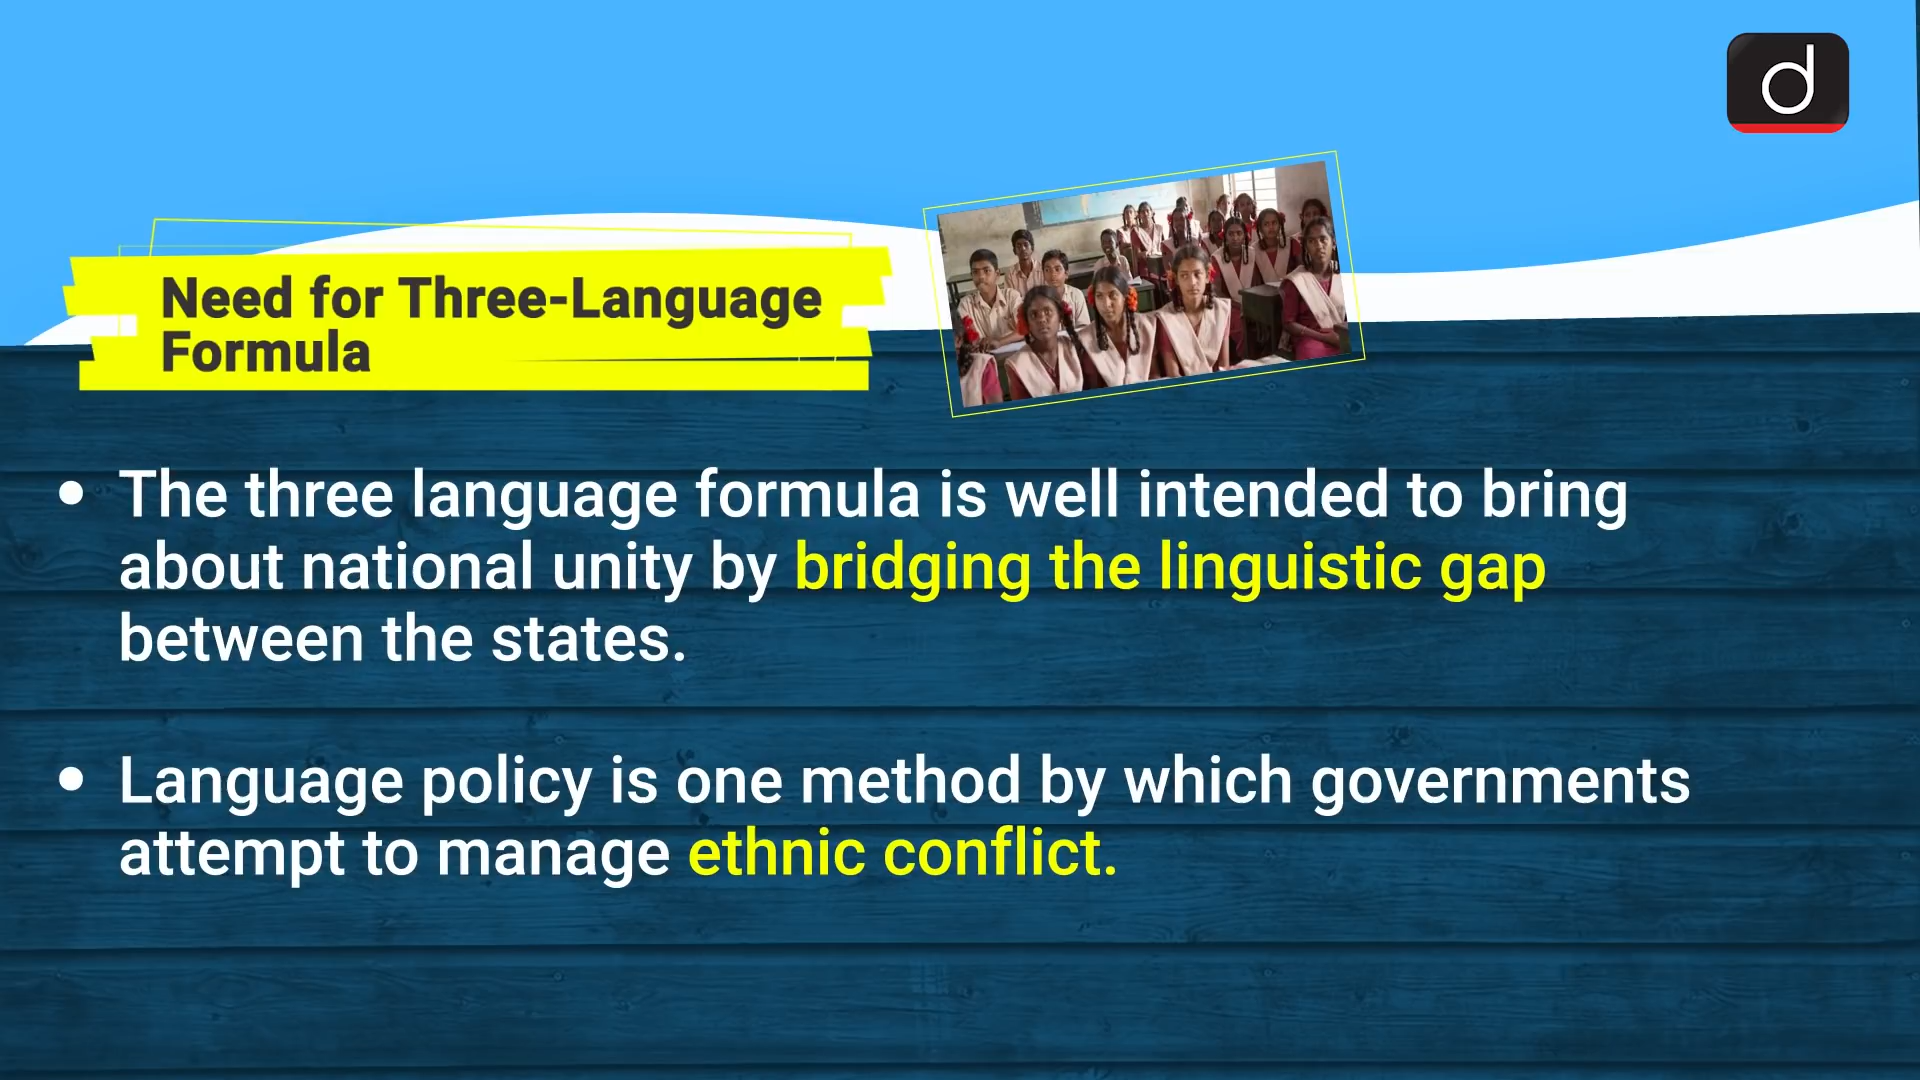 d
Need for Three-Language
Formula
• The three language formula is well intended to bring
about national unity by bridging the linguistic gap
between the states.
• Language policy is one method by which governments
attempt to manage ethnic conflict.